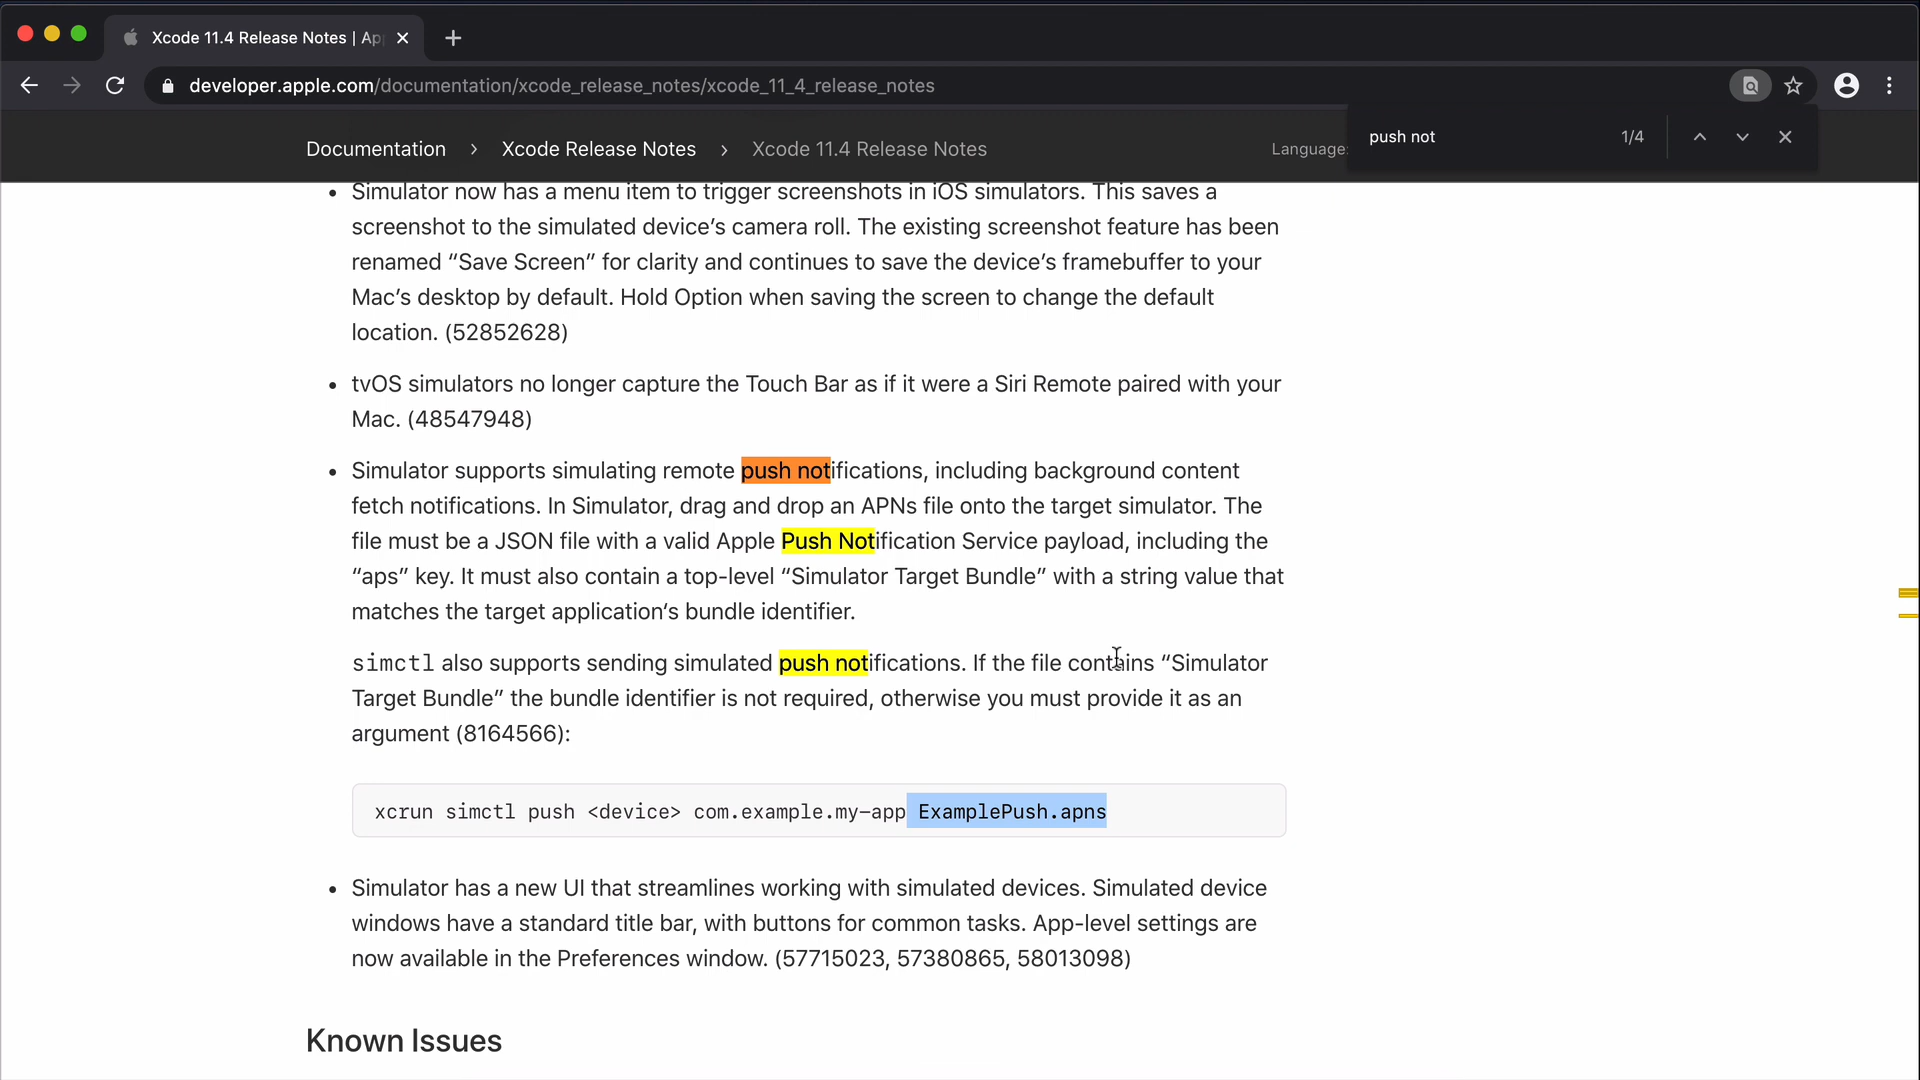 Xcode 11.4 Release Notes | Ap
developer.apple.com/documentation/xcode_release_notes/xcode_11_4_release_notes
push not 1/4
Documentation > Xcode Release Notes > Xcode 11.4 Release Notes Language:
• Simulator now has a menu item to trigger screenshots in iOS simulators. This saves a
screenshot to the simulated device’s camera roll. The existing screenshot feature has been
renamed “Save Screen” for clarity and continues to save the device’s framebuffer to your
Mac’s desktop by default. Hold Option when saving the screen to change the default
location. (52852628)
• tvOS simulators no longer capture the Touch Bar as if it were a Siri Remote paired with your
Mac. (48547948)
• Simulator supports simulating remote push notifications, including background content
fetch notifications. In Simulator, drag and drop an APNs file onto the target simulator. The
file must be a JSON file with a valid Apple Push Notification Service payload, including the
“aps” key. It must also contain a top-level “Simulator Target Bundle” with a string value that
matches the target application‘s bundle identifier.
simctl also supports sending simulated push notifications. If the file contains “Simulator
Target Bundle” the bundle identifier is not required, otherwise you must provide it as an
argument (8164566):
xcrun simctl push <device> com.example.my-app ExamplePush.apns
• Simulator has a new UI that streamlines working with simulated devices. Simulated device
windows have a standard title bar, with buttons for common tasks. App-level settings are
now available in the Preferences window. (57715023, 57380865, 58013098)
Known Issues